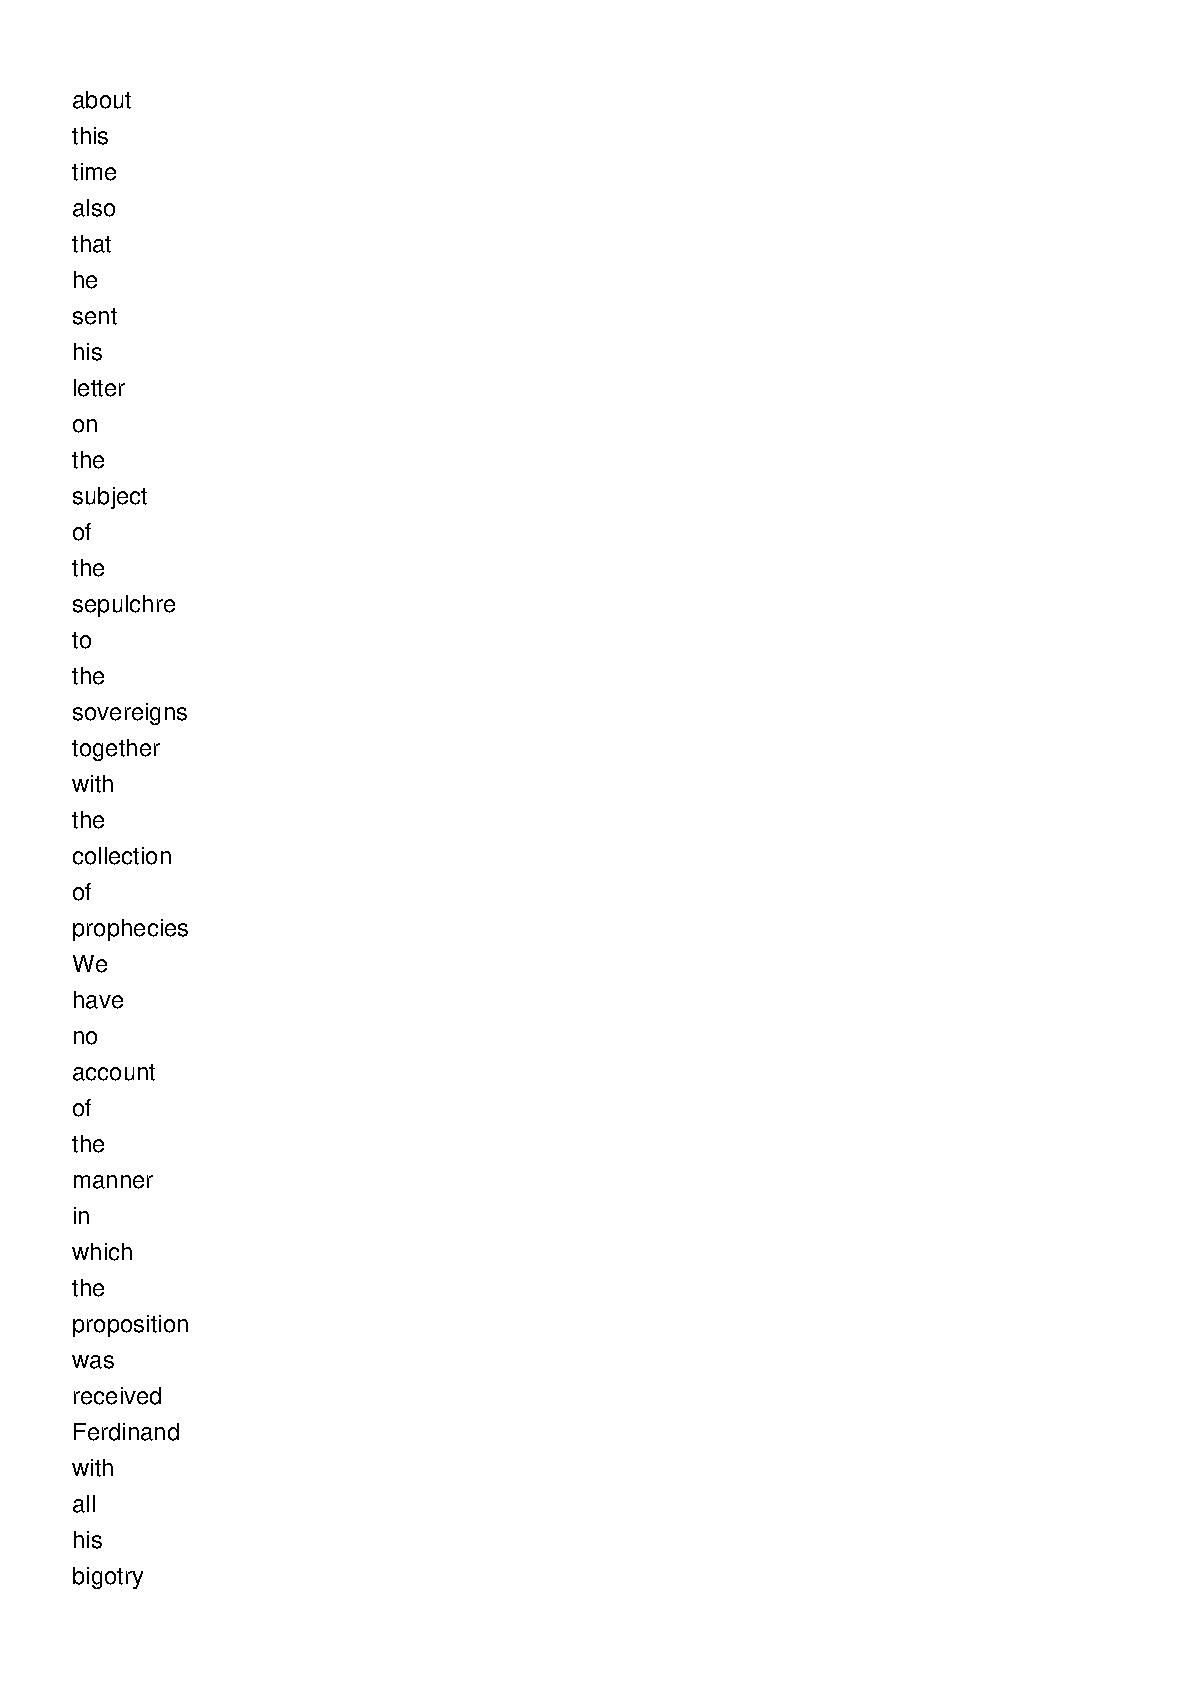 about
this
time
also
that
he
sent
his
letter
on
the
subject
of
the
sepulchre
to
the
sovereigns
together
with
the
collection
of
prophecies
We
have
no
account
of
the
manner
in
which
the
proposition
was
received
Ferdinand
with
all
his
bigotry